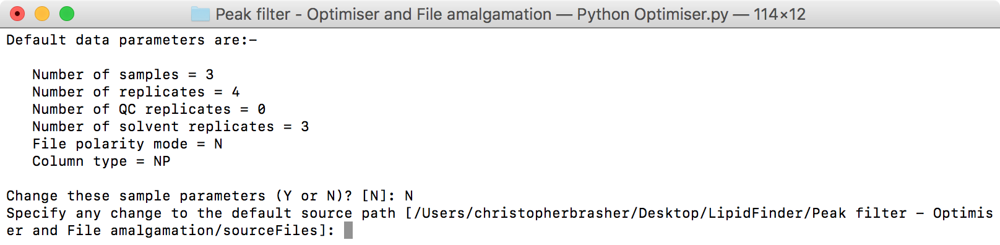 Peak filter - Optimiser and File amalgamation — Python Optimiser.py — 114×12
Default data parameters are:-
Number of samples = 3
Number of replicates = 4
Number of QC replicates = 0
Number of solvent replicates = 3
File polarity mode = N
Column type = NP
Change these sample parameters (Y or N)? [N]: N
Specify any change to the default source path [/Users/christopherbrasher/Desktop/LipidFinder/Peak filter - Optimis
er and File amalgamation/sourceFiles]: